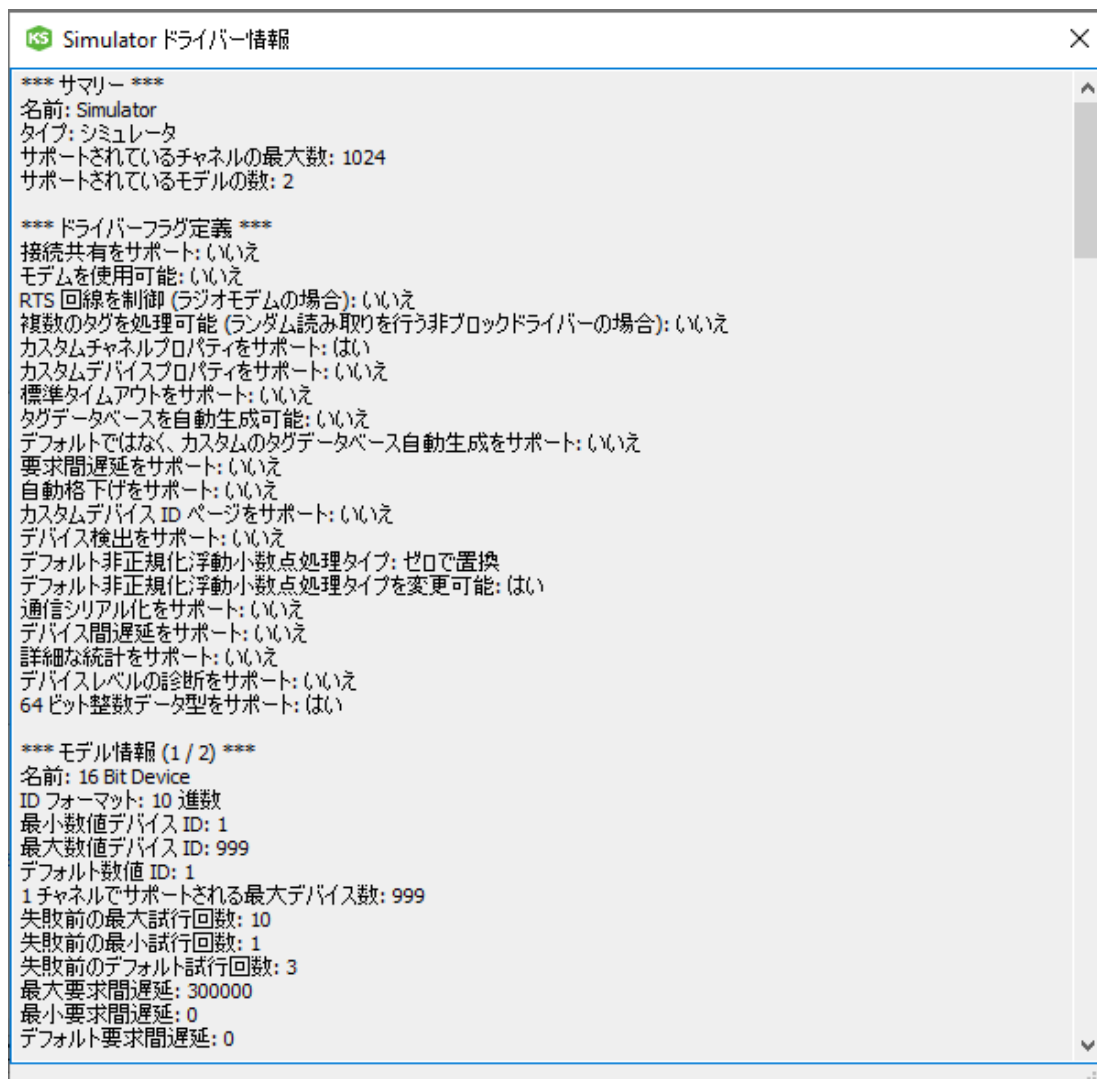 KS Simulator ドライバー情報
*** サマリー ***
名前: Simulator
タイプ: シミュレータ
サポートされているチャネルの最大数: 1024
サポートされているモデルの数: 2
*** ドライバーフラグ定義 ***
接続共有をサポート: いいえ
モデムを使用可能: いいえ
RTS 回線を制御 (ラジオモデムの場合): いいえ
複数のタグを処理可能 (ランダム読み取りを行う非ブロックドライバーの場合): いいえ
カスタムチャネルプロパティをサポート: はい
カスタムデバイスプロパティをサポート: いいえ
標準タイムアウトをサポート: いいえ
タグデータベースを自動生成可能: いいえ
デフォルトではなく、カスタムのタグデータベース自動生成をサポート: いいえ
要求間遅延をサポート: いいえ
自動格下げをサポート: いいえ
カスタムデバイス ID ページをサポート: いいえ
デバイス検出をサポート: いいえ
デフォルト非正規化浮動小数点処理タイプ: ゼロで置換
デフォルト非正規化浮動小数点処理タイプを変更可能: はい
通信シリアル化をサポート: いいえ
デバイス間遅延をサポート: いいえ
詳細な統計をサポート: いいえ
デバイスレベルの診断をサポート: いいえ
64 ビット整数データ型をサポート: はい
*** モデル情報 (1 / 2) ***
名前: 16 Bit Device
ID フォーマット: 10 進数
最小数値デバイス ID: 1
最大数値デバイス ID: 999
デフォルト数値 ID: 1
1 チャネルでサポートされる最大デバイス数: 999
失敗前の最大試行回数: 10
失敗前の最小試行回数: 1
失敗前のデフォルト試行回数: 3
最大要求間遅延: 300000
最小要求間遅延: 0
デフォルト要求間遅延: 0